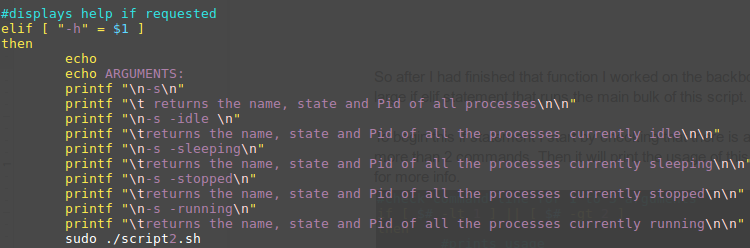 #displays help if requested
elif [ "-h" = $1 ]
then
echo
echo ARGUMENTS:
printf "\n-s\n"
printf "\t returns the name, state and Pid of all processes\n\n"
printf "\n-s -idle \n"
printf "\treturns the name, state and Pid of all the processes currently idle\n\n"
printf "\n-s -sleeping\n"
printf "\treturns the name, state and Pid of all the processes currently sleeping\n\n"
printf "\n-s -stopped\n"
printf "\treturns the name, state and Pid of all the processes currently stopped\n\n"
printf "\n-s -running\n"
printf "\treturns the name, state and Pid of all the processes currently running\n\n"
sudo ./script2.sh
So after I had finished that function I worked on the
large if elif statement that runs the main bulk of this script.
for more info